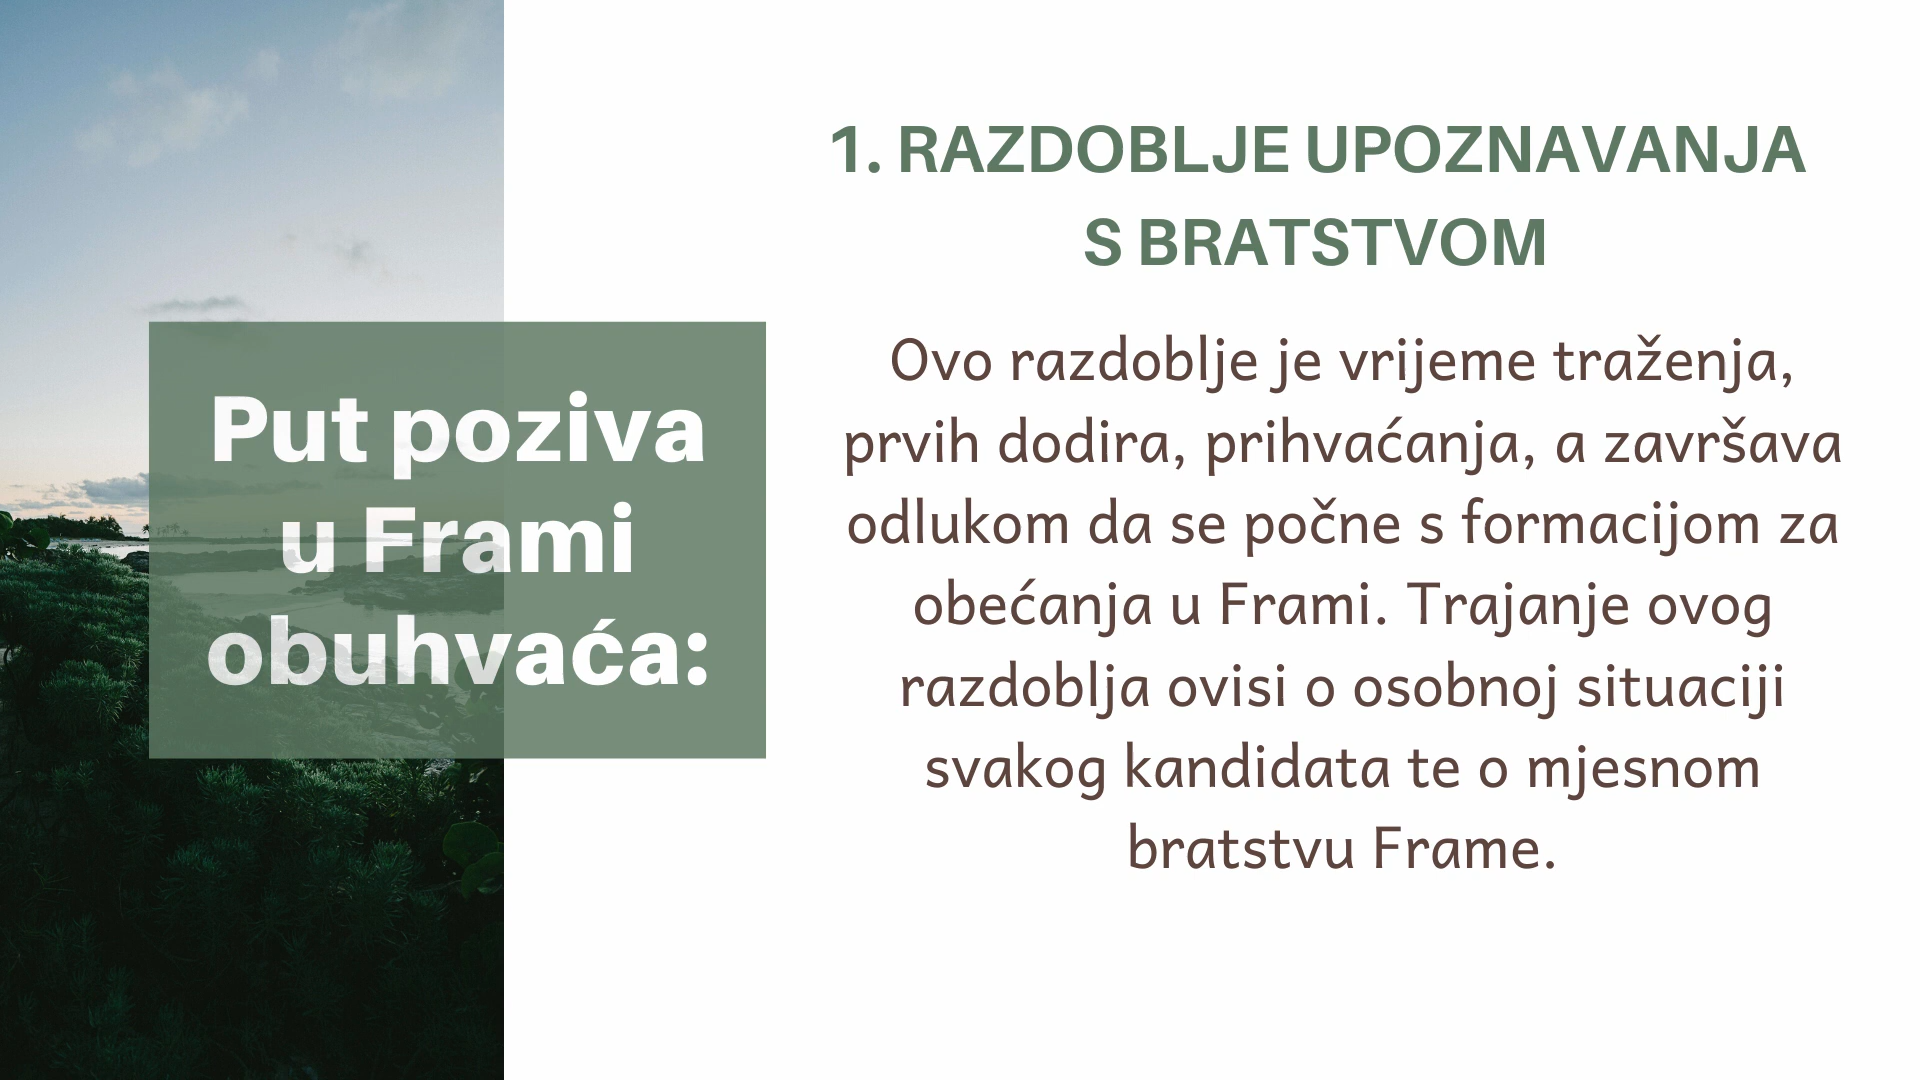 Put poziva
u Frami
obuhvaća:
1. RAZDOBLJE UPOZNAVANJA
S BRATSTVOM
Ovo razdoblje je vrijeme traženja,
prvih dodira, prihvaćanja, a završava
odlukom da se počne s formacijom za
obećanja u Frami. Trajanje ovog
razdoblja ovisi o osobnoj situaciji
svakog kandidata te o mjesnom
bratstvu Frame.